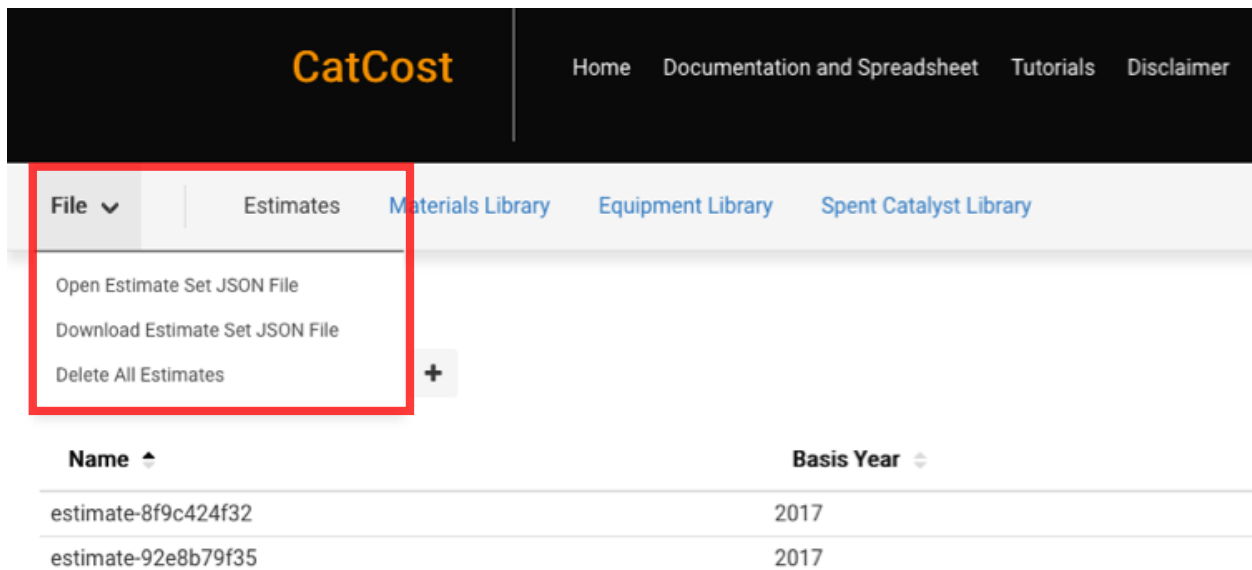 CatCost
Home Documentation and Spreadsheet Tutorials Disclaimer
File Estimates Materials Library Equipment Library Spent Catalyst Library
Open Estimate Set JSON File
Download Estimate Set JSON File
Delete All Estimates
+
Name Basis Year
estimate-8f9c424f32 2017
estimate-92e8b79f35 2017